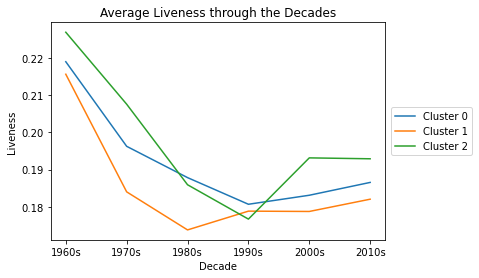 Average Liveness through the Decades
0.22
0.21
0.20
0.19
0.18
Liveness
1960s 1970s 1980s 1990s 2000s 2010s
Decade
Cluster 0
Cluster 1
Cluster 2